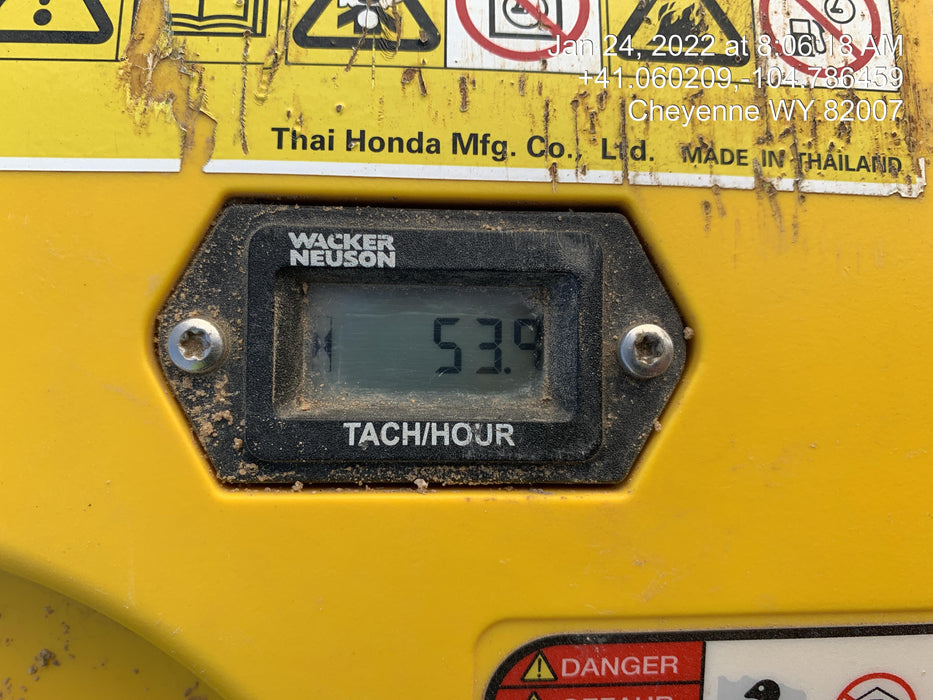 Jan 24, 2022 at 8:06:18 AM
+41.060209,-104.786459
Cheyenne WY 82007
Thai Honda Mfg. Co., Ltd. MADE IN THAILAND
WACKER
NEUSON
53.9
TACH/HOUR
DANGER